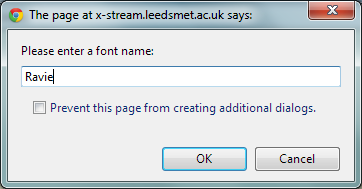 The page at x-stream.leedsmet.ac.uk says:
Please enter a font name:
Ravie
Prevent this page from creating additional dialogs.
OK Cancel